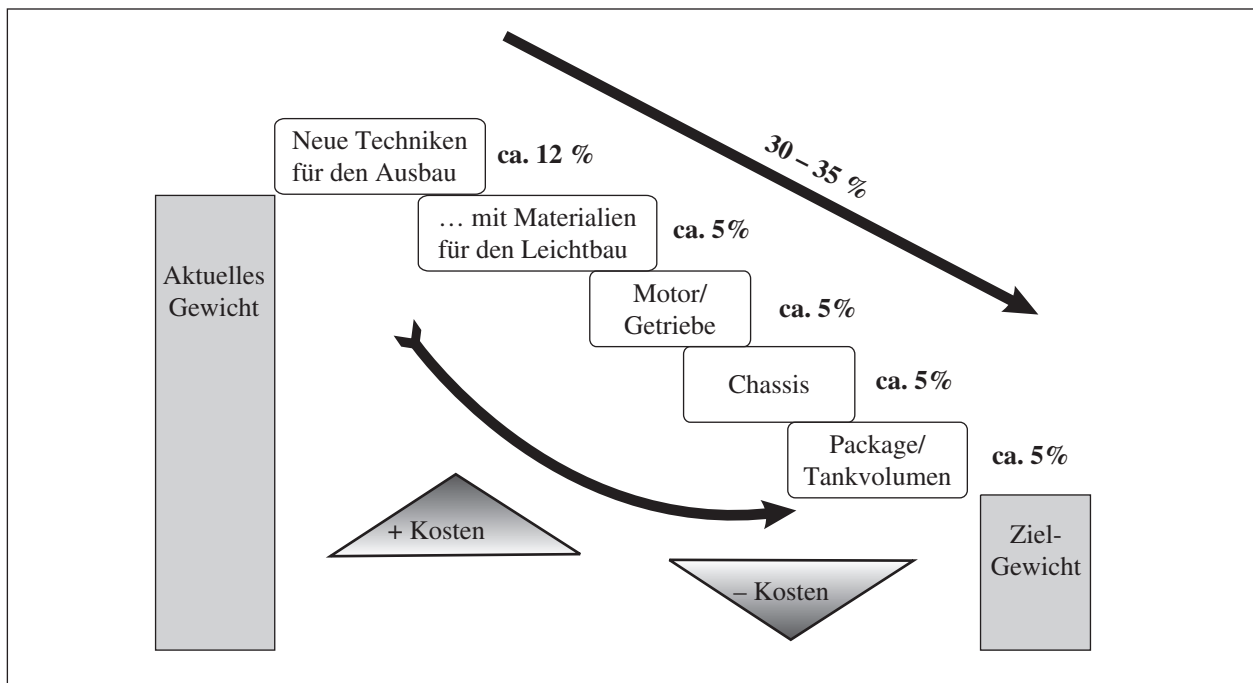 30 – 35 %
Neue Techniken
für den Ausbau
ca. 12 %
… mit Materialien
für den Leichtbau
ca. 5%
Aktuelles
Gewicht
Motor/
Getriebe
ca. 5%
Chassis
ca. 5%
Package/
Tankvolumen
ca. 5%
+ Kosten
– Kosten
Ziel-
Gewicht